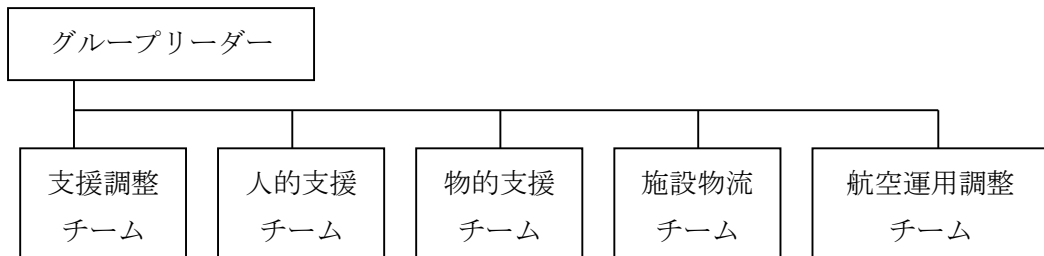 グループリーダー
支援調整
チーム
人的支援
チーム
物的支援
チーム
施設物流
チーム
航空運用調整
チーム